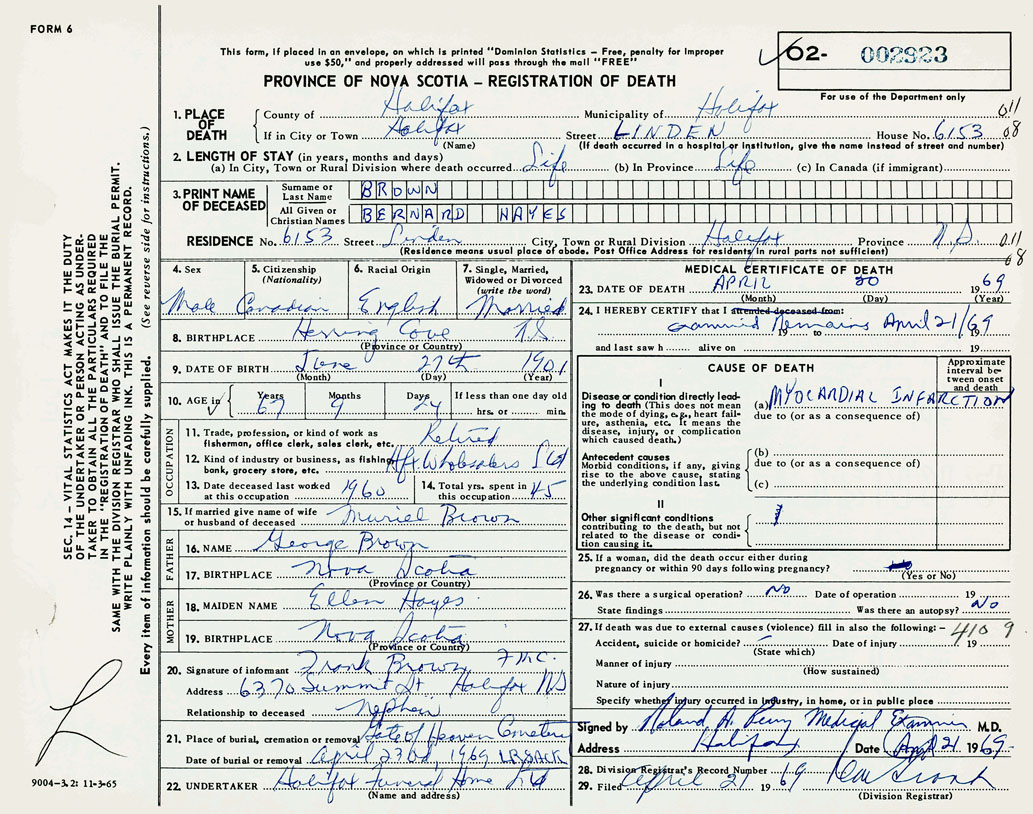 FORM 6
This form, if placed in an envelope, on which is printed "Dominion Statistics – Free, penalty for improper
use $50," and properly addressed will pass through the mail "FREE"
O2- 002923
For use of the Department only
PROVINCE OF NOVA SCOTIA – REGISTRATION OF DEATH
1. PLACE OF DEATH
County of Halifax Municipality of Halifax 011
If in City or Town Halifax Street LINDEN House No. 6153 08
(Name) (If death occurred in a hospital or institution, give the name instead of street and number)
2. LENGTH OF STAY (in years, months and days)
(a) In City, Town or Rural Division where death occurred Life (b) In Province Life (c) In Canada (if immigrant)
3. PRINT NAME OF DECEASED
Surname or Last Name BROWN
All Given or Christian Names BERNARD HAYES
RESIDENCE No. 6153 Street Linden City, Town or Rural Division Halifax Province N.S. 011
(Residence means usual place of abode. Post Office Address for residents in rural parts not sufficient) 08
4. Sex
Male
5. Citizenship
(Nationality)
Canadian
6. Racial Origin
English
7. Single, Married,
Widowed or Divorced
(write the word)
Married
8. BIRTHPLACE Herring Cove N.S.
(Province or Country)
9. DATE OF BIRTH June 27th 1901
(Month) (Day) (Year)
10. AGE in Years Months Days If less than one day old
67 9 24 hrs. or min.
OCCUPATION
11. Trade, profession, or kind of work as
fisherman, office clerk, sales clerk, etc. Retired
12. Kind of industry or business, as fishing,
bank, grocery store, etc. Hfx Wholesalers Ltd
13. Date deceased last worked
at this occupation 1960
14. Total yrs. spent in
this occupation 45
15. If married give name of wife
or husband of deceased Muriel Brown
FATHER
16. NAME George Brown
17. BIRTHPLACE Nova Scotia
(Province or Country)
MOTHER
18. MAIDEN NAME Ellen Hayes
19. BIRTHPLACE Nova Scotia
(Province or Country)
20. Signature of informant Frank Brown
Address 6370 Summit St. Halifax NS
Relationship to deceased Nephew
21. Place of burial, cremation or removal Gate of Heaven Cemetery
Date of burial or removal April 23rd, 1969 LR SACK
22. UNDERTAKER Halifax Funeral Home Ltd
(Name and address)
MEDICAL CERTIFICATE OF DEATH
23. DATE OF DEATH APRIL 20 1969
(Month) (Day) (Year)
24. I HEREBY CERTIFY that I attended deceased from:
Examined Remains April 21/69
19 to 19
and last saw h alive on 19
CAUSE OF DEATH
Approximate
interval be-
tween onset
and death
I
Disease or condition directly lead-
ing to death (This does not
mean the mode of dying, e.g., heart fail-
ure, asthenia, etc. It means the
disease, injury, or complication
which caused death.)
(a) MYOCARDIAL INFARCTION
due to (or as a consequence of)
Antecedent causes
Morbid conditions, if any, giving
rise to the above cause, stating
the underlying condition last.
(b)
due to (or as a consequence of)
(c)
II
Other significant conditions
contributing to the death, but not
related to the disease or condi-
tion causing it.
25. If a woman, did the death occur either during
pregnancy or within 90 days following pregnancy?
(Yes or No)
26. Was there a surgical operation? NO Date of operation 19
State findings Was there an autopsy? NO
27. If death was due to external causes (violence) fill in also the following: – 4109
Accident, suicide or homicide? Date of injury 19
(State which)
Manner of injury
(How sustained)
Nature of injury
Specify whether injury occurred in industry, in home, or in public place
Signed by Roland A. Perry Medical Examiner M.D.
Address Halifax Date April 21 1969
28. Division Registrar's Record Number
29. Filed April 21 1969
(Division Registrar)
SEC. 14 – VITAL STATISTICS ACT MAKES IT THE DUTY
OF THE UNDERTAKER OR PERSON ACTING AS UNDER-
TAKER TO OBTAIN ALL THE PARTICULARS REQUIRED
IN THE "REGISTRATION OF DEATH" AND TO FILE THE
SAME WITH THE DIVISION REGISTRAR WHO SHALL ISSUE THE BURIAL PERMIT.
WRITE PLAINLY WITH UNFADING INK. THIS IS A PERMANENT RECORD.
Every item of information should be carefully supplied. (See reverse side for instructions.)
9004-3.2: 11-3-65